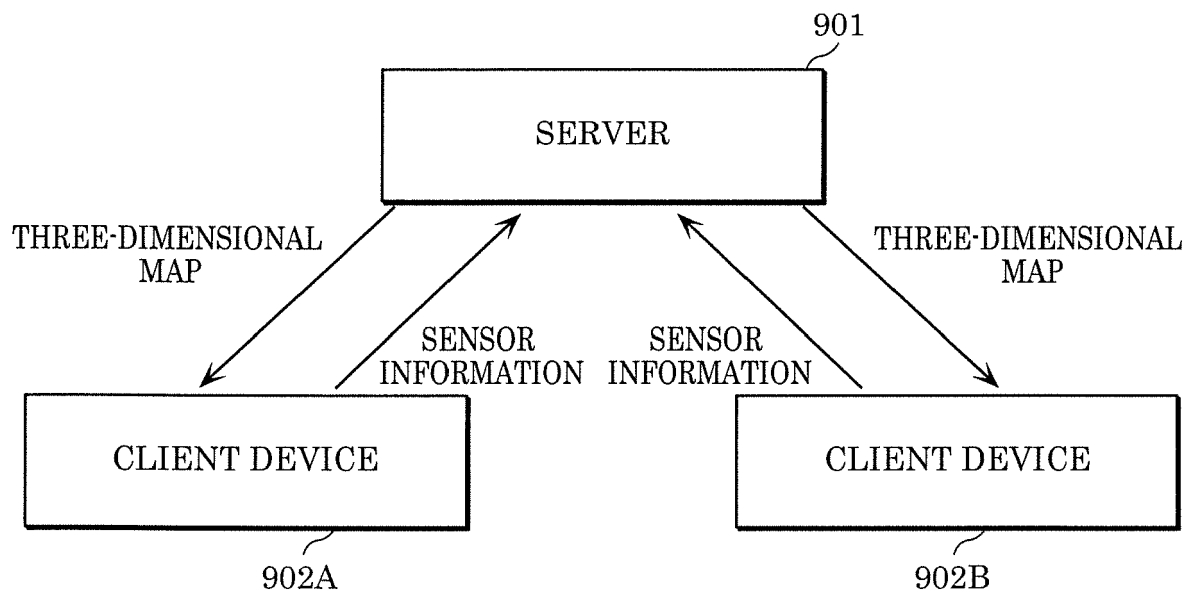 901
SERVER
THREE-DIMENSIONAL
MAP
THREE-DIMENSIONAL
MAP
SENSOR
INFORMATION
SENSOR
INFORMATION
CLIENT DEVICE
CLIENT DEVICE
902A
902B